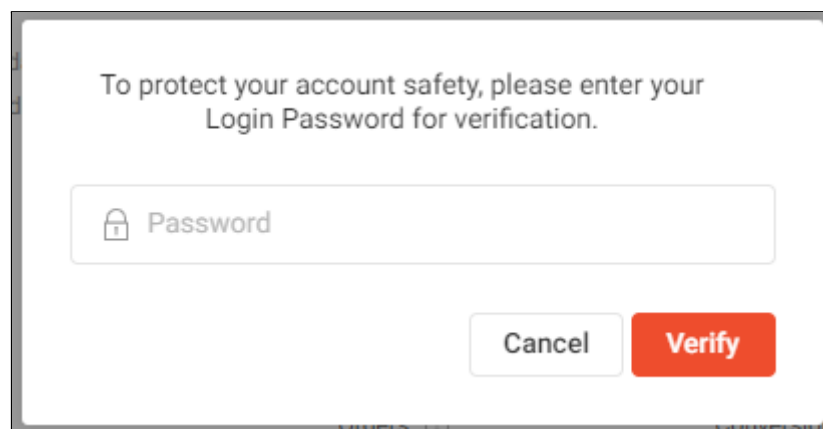 To protect your account safety, please enter your
Login Password for verification.
Password
Cancel
Verify